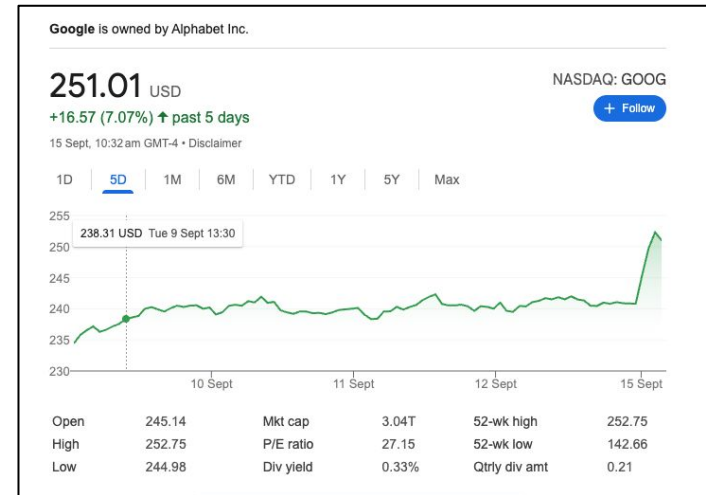 Google is owned by Alphabet Inc.
251.01 USD
NASDAQ: GOOG
+16.57 (7.07%) ↑ past 5 days
+ Follow
15 Sept, 10:32 am GMT-4 • Disclaimer
1D 5D 1M 6M YTD 1Y 5Y Max
255
238.31 USD Tue 9 Sept 13:30
250
245
240
235
230
10 Sept 11 Sept 12 Sept 15 Sept
Open 245.14 Mkt cap 3.04T 52-wk high 252.75
High 252.75 P/E ratio 27.15 52-wk low 142.66
Low 244.98 Div yield 0.33% Qtrly div amt 0.21